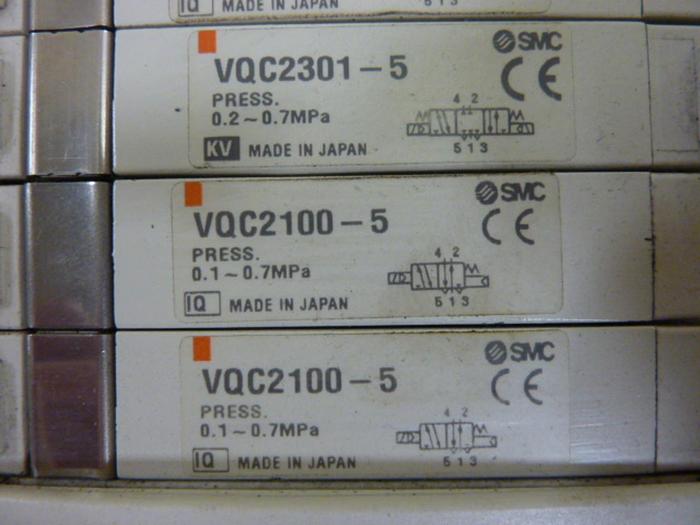 IQ MADE IN JAPAN 5 1 3
SMC
VQC2301-5
CE
PRESS.
4 2
0.2~0.7MPa
KV MADE IN JAPAN
5 1 3
SMC
VQC2100-5
CE
PRESS.
4 2
0.1~0.7MPa
IQ MADE IN JAPAN
5 1 3
SMC
VQC2100-5
CE
PRESS.
4 2
0.1~0.7MPa
IQ MADE IN JAPAN
5 1 3